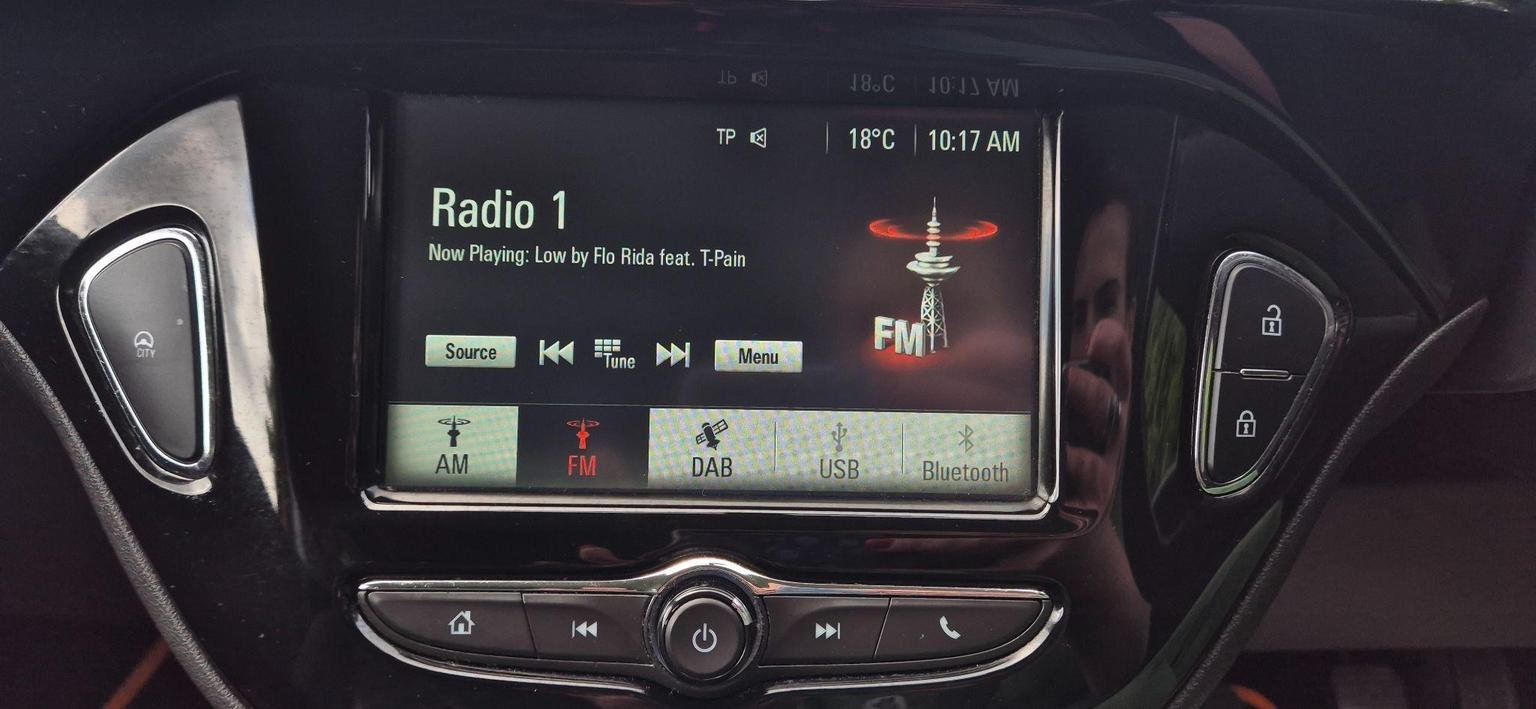 TP 18°C 10:17 AM
Radio 1
Now Playing: Low by Flo Rida feat. T-Pain
FM
Source Tune Menu
AM FM DAB USB Bluetooth
CITY